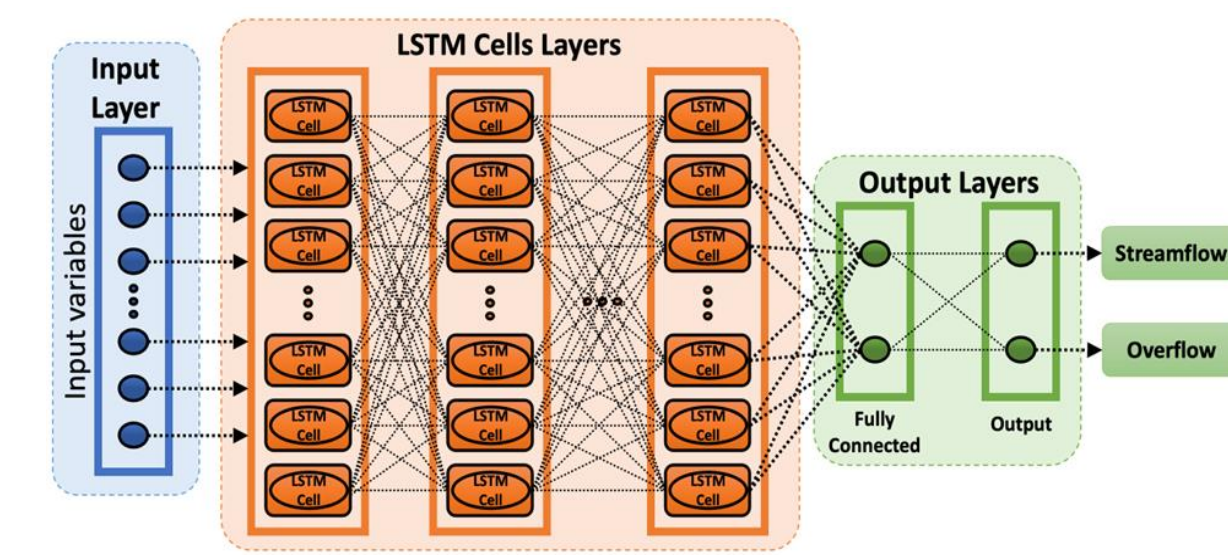 Input
Layer
Input variables
LSTM Cells Layers
LSTM
Cell
LSTM
Cell
LSTM
Cell
LSTM
Cell
LSTM
Cell
LSTM
Cell
LSTM
Cell
LSTM
Cell
LSTM
Cell
LSTM
Cell
LSTM
Cell
LSTM
Cell
LSTM
Cell
LSTM
Cell
LSTM
Cell
LSTM
Cell
LSTM
Cell
LSTM
Cell
Output Layers
Fully
Connected
Output
Streamflow
Overflow